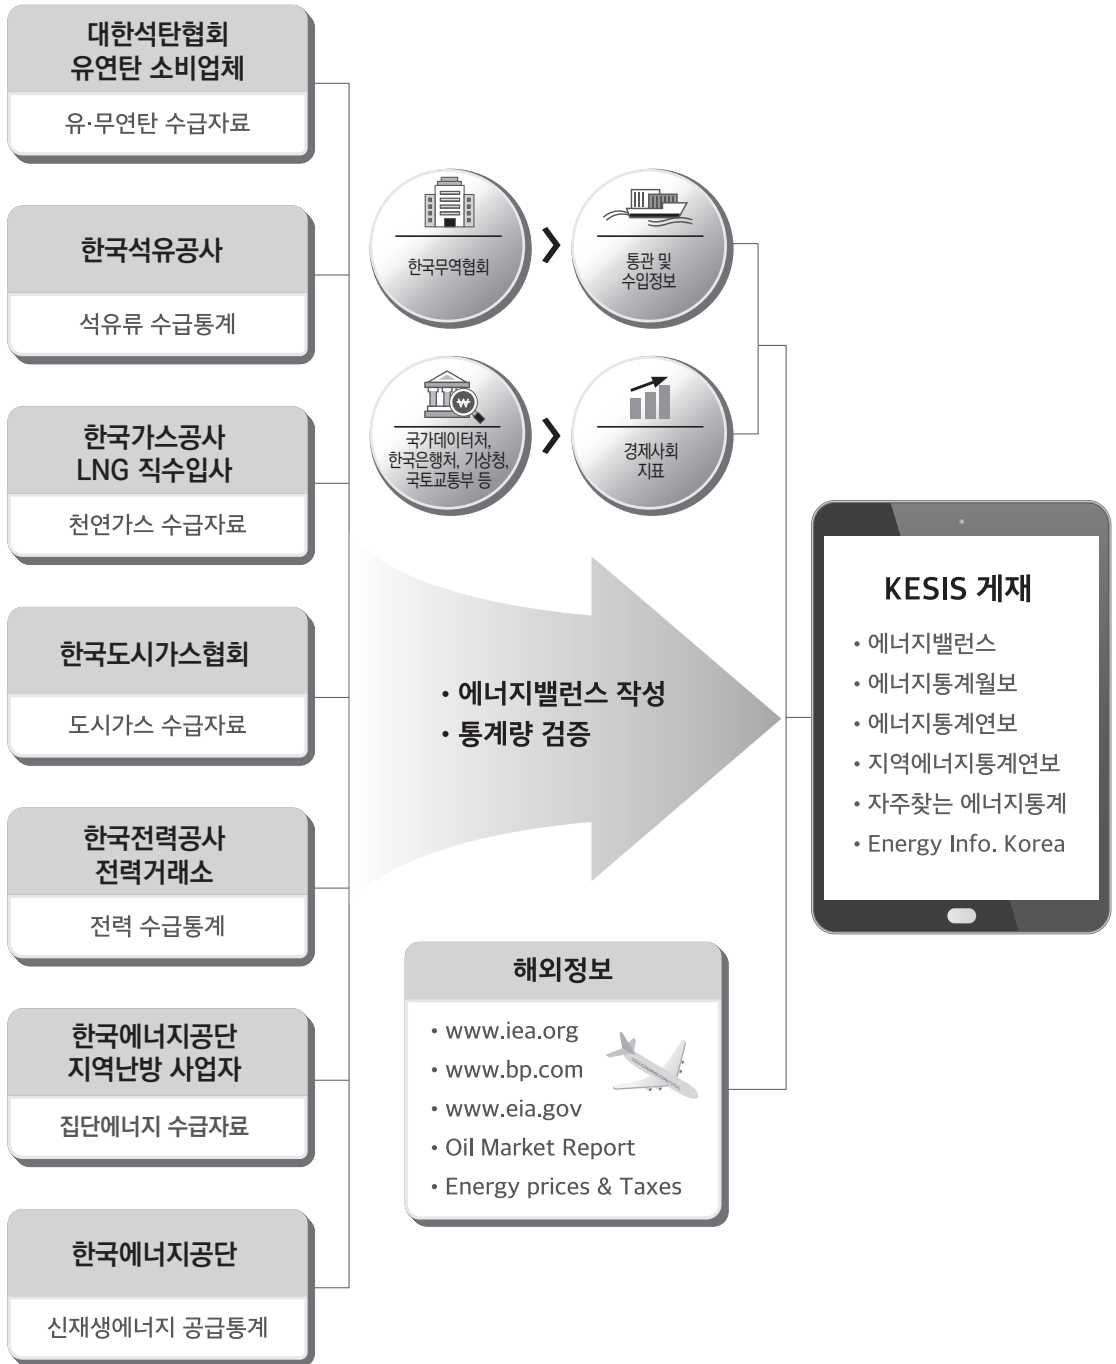 대한석탄협회
유연탄 소비업체
유·무연탄 수급자료
한국석유공사
석유류 수급통계
한국가스공사
LNG 직수입사
천연가스 수급자료
한국도시가스협회
도시가스 수급자료
한국전력공사
전력거래소
전력 수급통계
한국에너지공단
지역난방 사업자
집단에너지 수급자료
한국에너지공단
신재생에너지 공급통계
한국무역협회
통관 및
수입정보
국가데이터처,
한국은행처, 기상청,
국토교통부 등
경제사회
지표
• 에너지밸런스 작성
• 통계량 검증
해외정보
• www.iea.org
• www.bp.com
• www.eia.gov
• Oil Market Report
• Energy prices & Taxes
KESIS 게재
• 에너지밸런스
• 에너지통계월보
• 에너지통계연보
• 지역에너지통계연보
• 자주찾는 에너지통계
• Energy Info. Korea